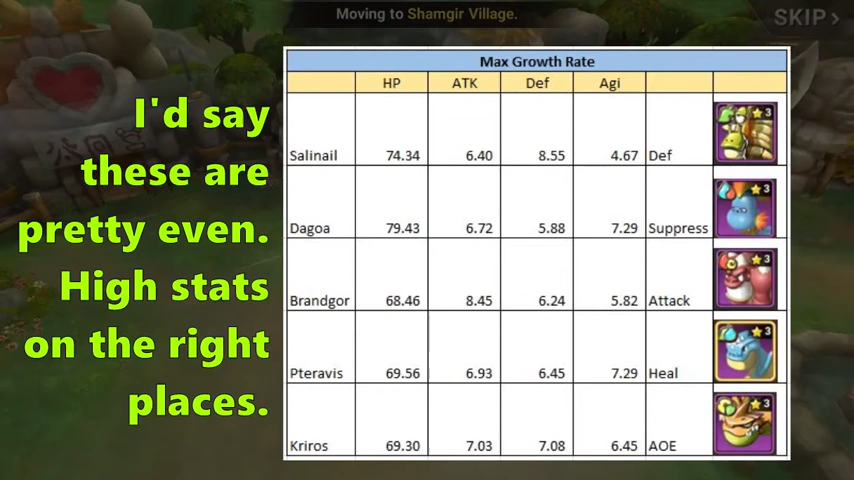 Moving to Shamgir Village.
SKIP
I'd say
these are
pretty even.
High stats
on the right
places.
Max Growth Rate
HP ATK Def Agi
Salinail 74.34 6.40 8.55 4.67 Def
Dagoa 79.43 6.72 5.88 7.29 Suppress
Brandgor 68.46 8.45 6.24 5.82 Attack
Pteravis 69.56 6.93 6.45 7.29 Heal
Kriros 69.30 7.03 7.08 6.45 AOE
3
3
3
3
3